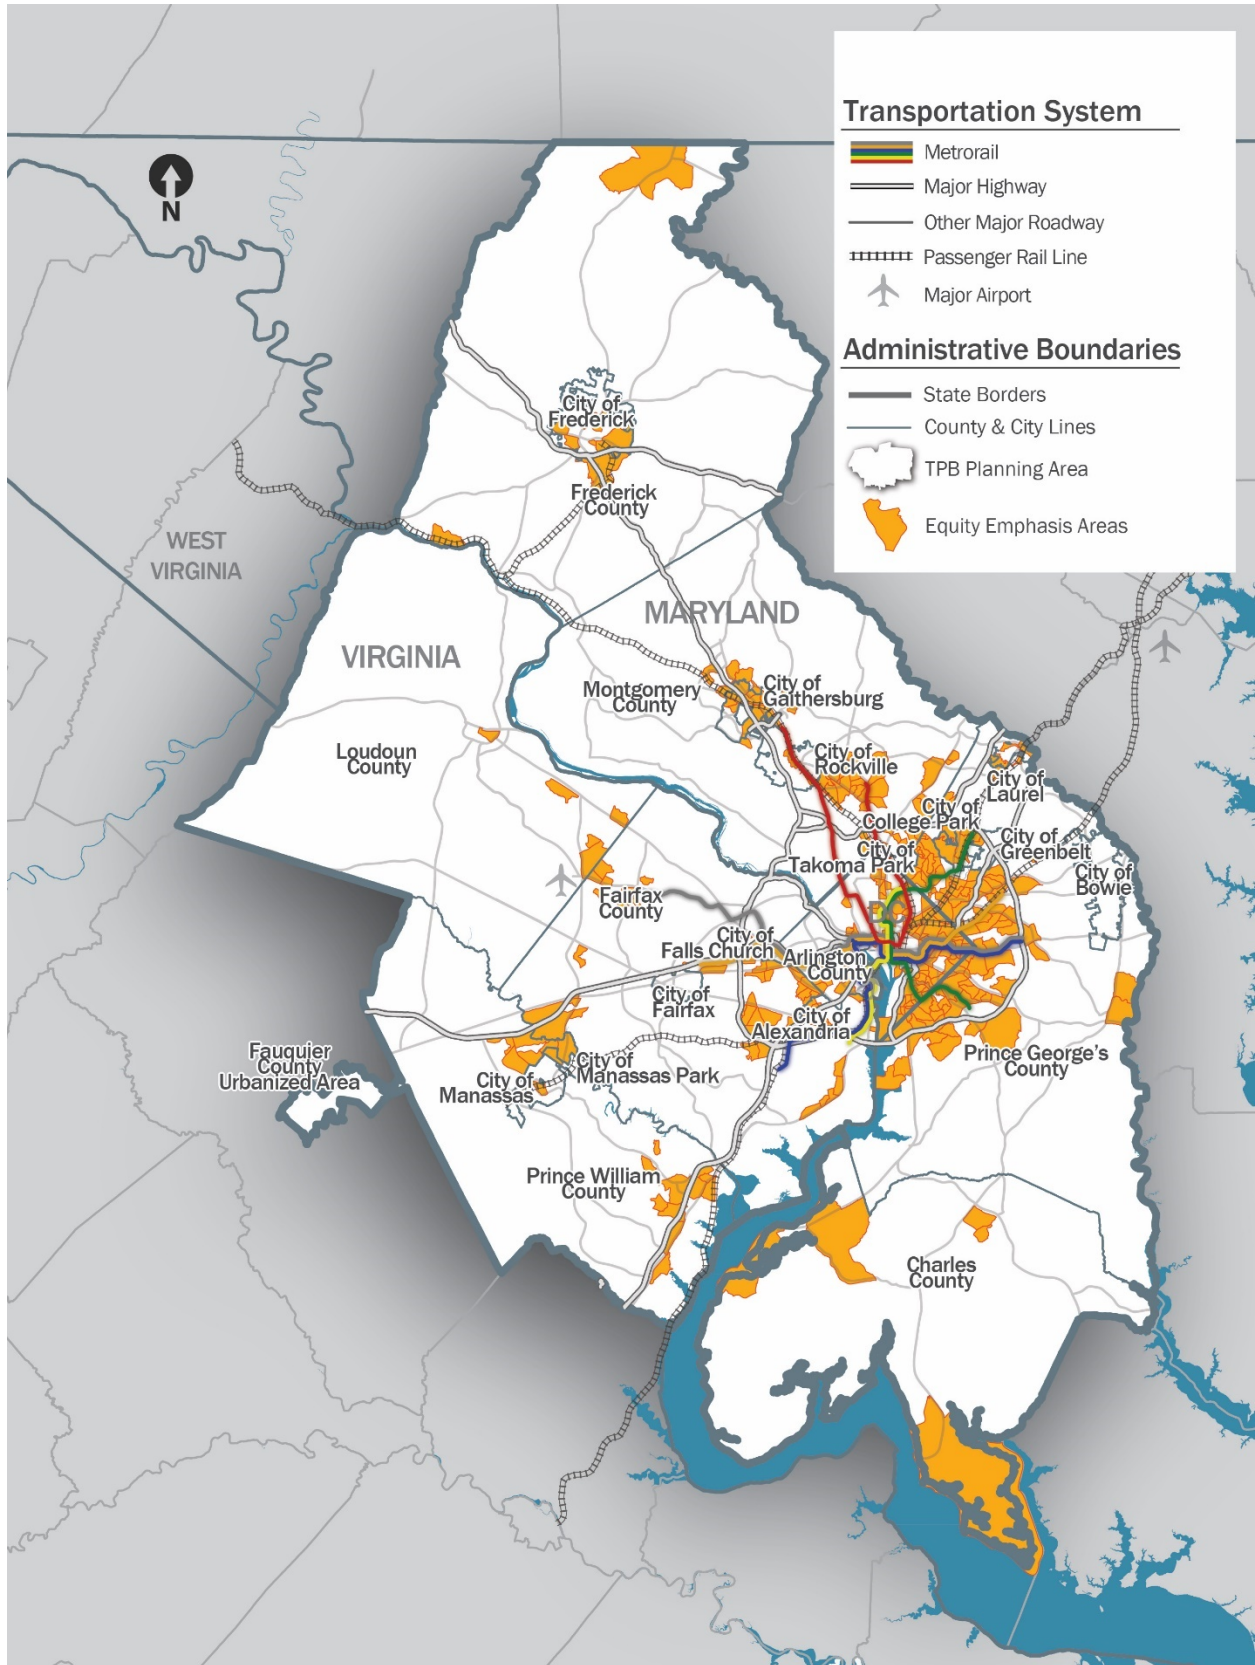 Transportation System
Metrorail
Major Highway
Other Major Roadway
Passenger Rail Line
Major Airport
Administrative Boundaries
State Borders
County & City Lines
TPB Planning Area
Equity Emphasis Areas
N
City of
Frederick
Frederick
County
WEST
VIRGINIA
MARYLAND
VIRGINIA
Montgomery
County
City of
Gaithersburg
Loudoun
County
City of
Rockville
City of
Laurel
City of
College Park
City of
Greenbelt
City of
Takoma Park
City of
Bowie
Fairfax
County
City of
Falls Church
Arlington
County
City of
Fairfax
City of
Alexandria
Prince George's
County
Fauquier
County
Urbanized Area
City of
Manassas Park
City of
Manassas
Prince William
County
Charles
County